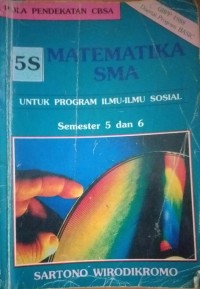 POLA PENDEKATAN CBSA
5S
MATEMATIKA
SMA
UNTUK PROGRAM ILMU-ILMU SOSIAL
Semester 5 dan 6
SARTONO WIRODIKROMO